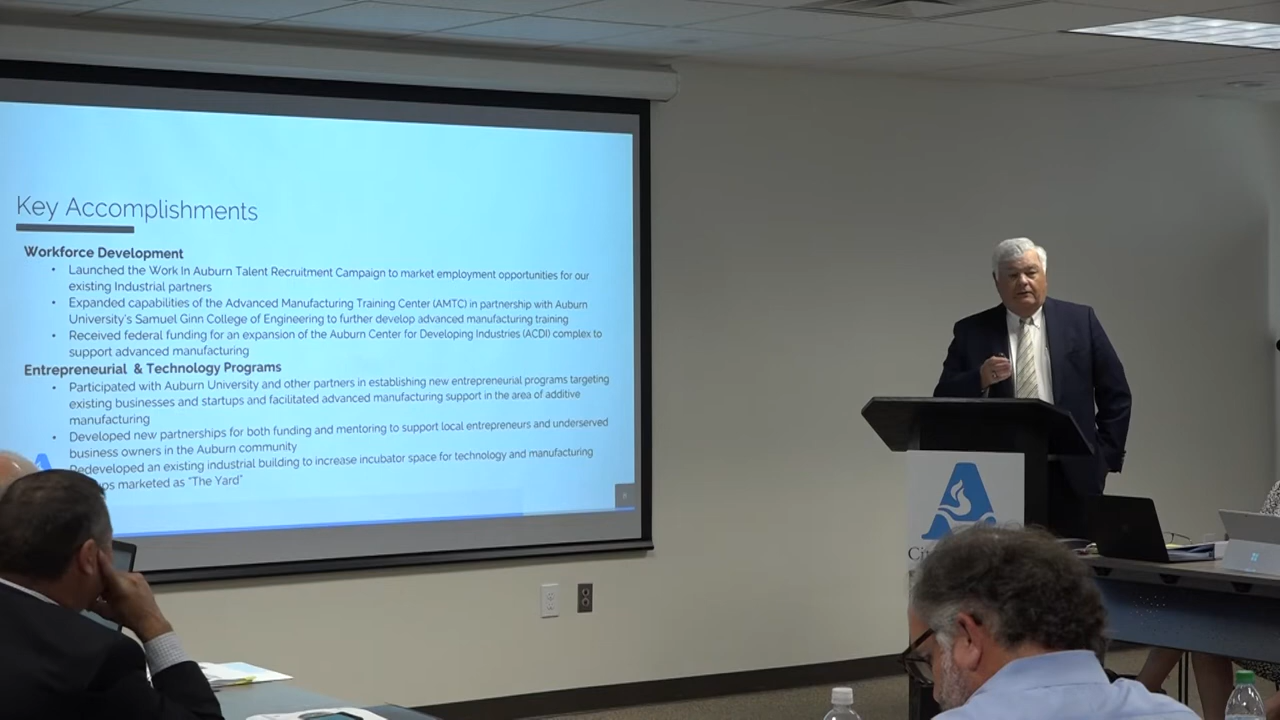 Key Accomplishments
Workforce Development
• Launched the Work In Auburn Talent Recruitment Campaign to market employment opportunities for our
existing Industrial partners
• Expanded capabilities of the Advanced Manufacturing Training Center (AMTC) in partnership with Auburn
University's Samuel Ginn College of Engineering to further develop advanced manufacturing training
• Received federal funding for an expansion of the Auburn Center for Developing Industries (ACDI) complex to
support advanced manufacturing
Entrepreneurial & Technology Programs
• Participated with Auburn University and other partners in establishing new entrepreneurial programs targeting
existing businesses and startups and facilitated advanced manufacturing support in the area of additive
manufacturing
• Developed new partnerships for both funding and mentoring to support local entrepreneurs and underserved
business owners in the Auburn community
Redeveloped an existing industrial building to increase incubator space for technology and manufacturing
marketed as "The Yard"